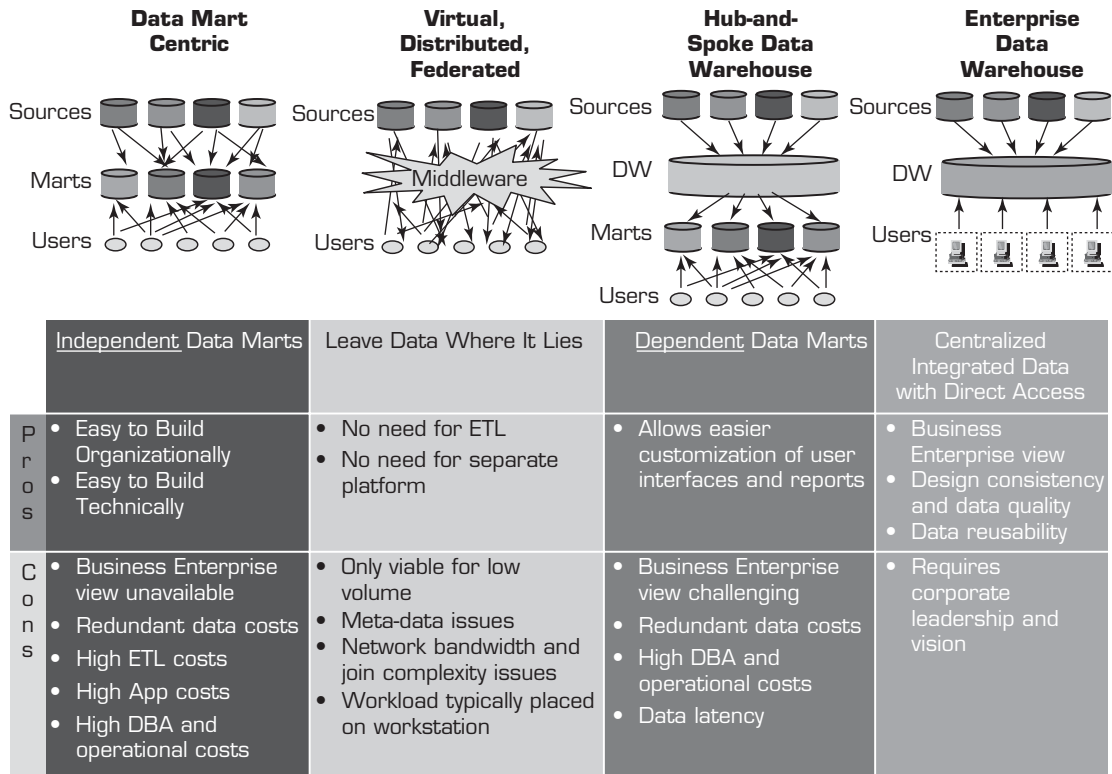 Data Mart
Centric
Sources
Marts
Users
Virtual,
Distributed,
Federated
Sources
Middleware
Users
Hub-and-
Spoke Data
Warehouse
Sources
DW
Marts
Users
Enterprise
Data
Warehouse
Sources
DW
Users
Independent Data Marts
Leave Data Where It Lies
Dependent Data Marts
Centralized
Integrated Data
with Direct Access
Pros
• Easy to Build
Organizationally
• Easy to Build
Technically
• No need for ETL
• No need for separate
platform
• Allows easier
customization of user
interfaces and reports
• Business
Enterprise view
• Design consistency
and data quality
• Data reusability
Cons
• Business Enterprise
view unavailable
• Redundant data costs
• High ETL costs
• High App costs
• High DBA and
operational costs
• Only viable for low
volume
• Meta-data issues
• Network bandwidth and
join complexity issues
• Workload typically placed
on workstation
• Business Enterprise
view challenging
• Redundant data costs
• High DBA and
operational costs
• Data latency
• Requires
corporate
leadership and
vision